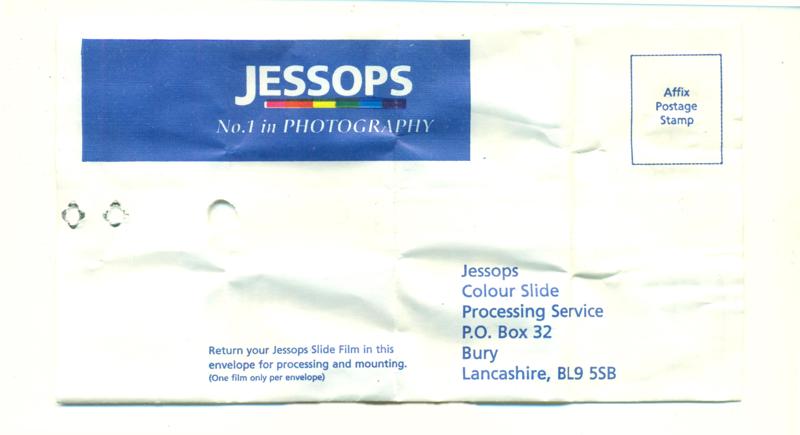 JESSOPS
No.1 in PHOTOGRAPHY
Affix
Postage
Stamp
Jessops
Colour Slide
Processing Service
P.O. Box 32
Bury
Lancashire, BL9 5SB
Return your Jessops Slide Film in this
envelope for processing and mounting.
(One film only per envelope)